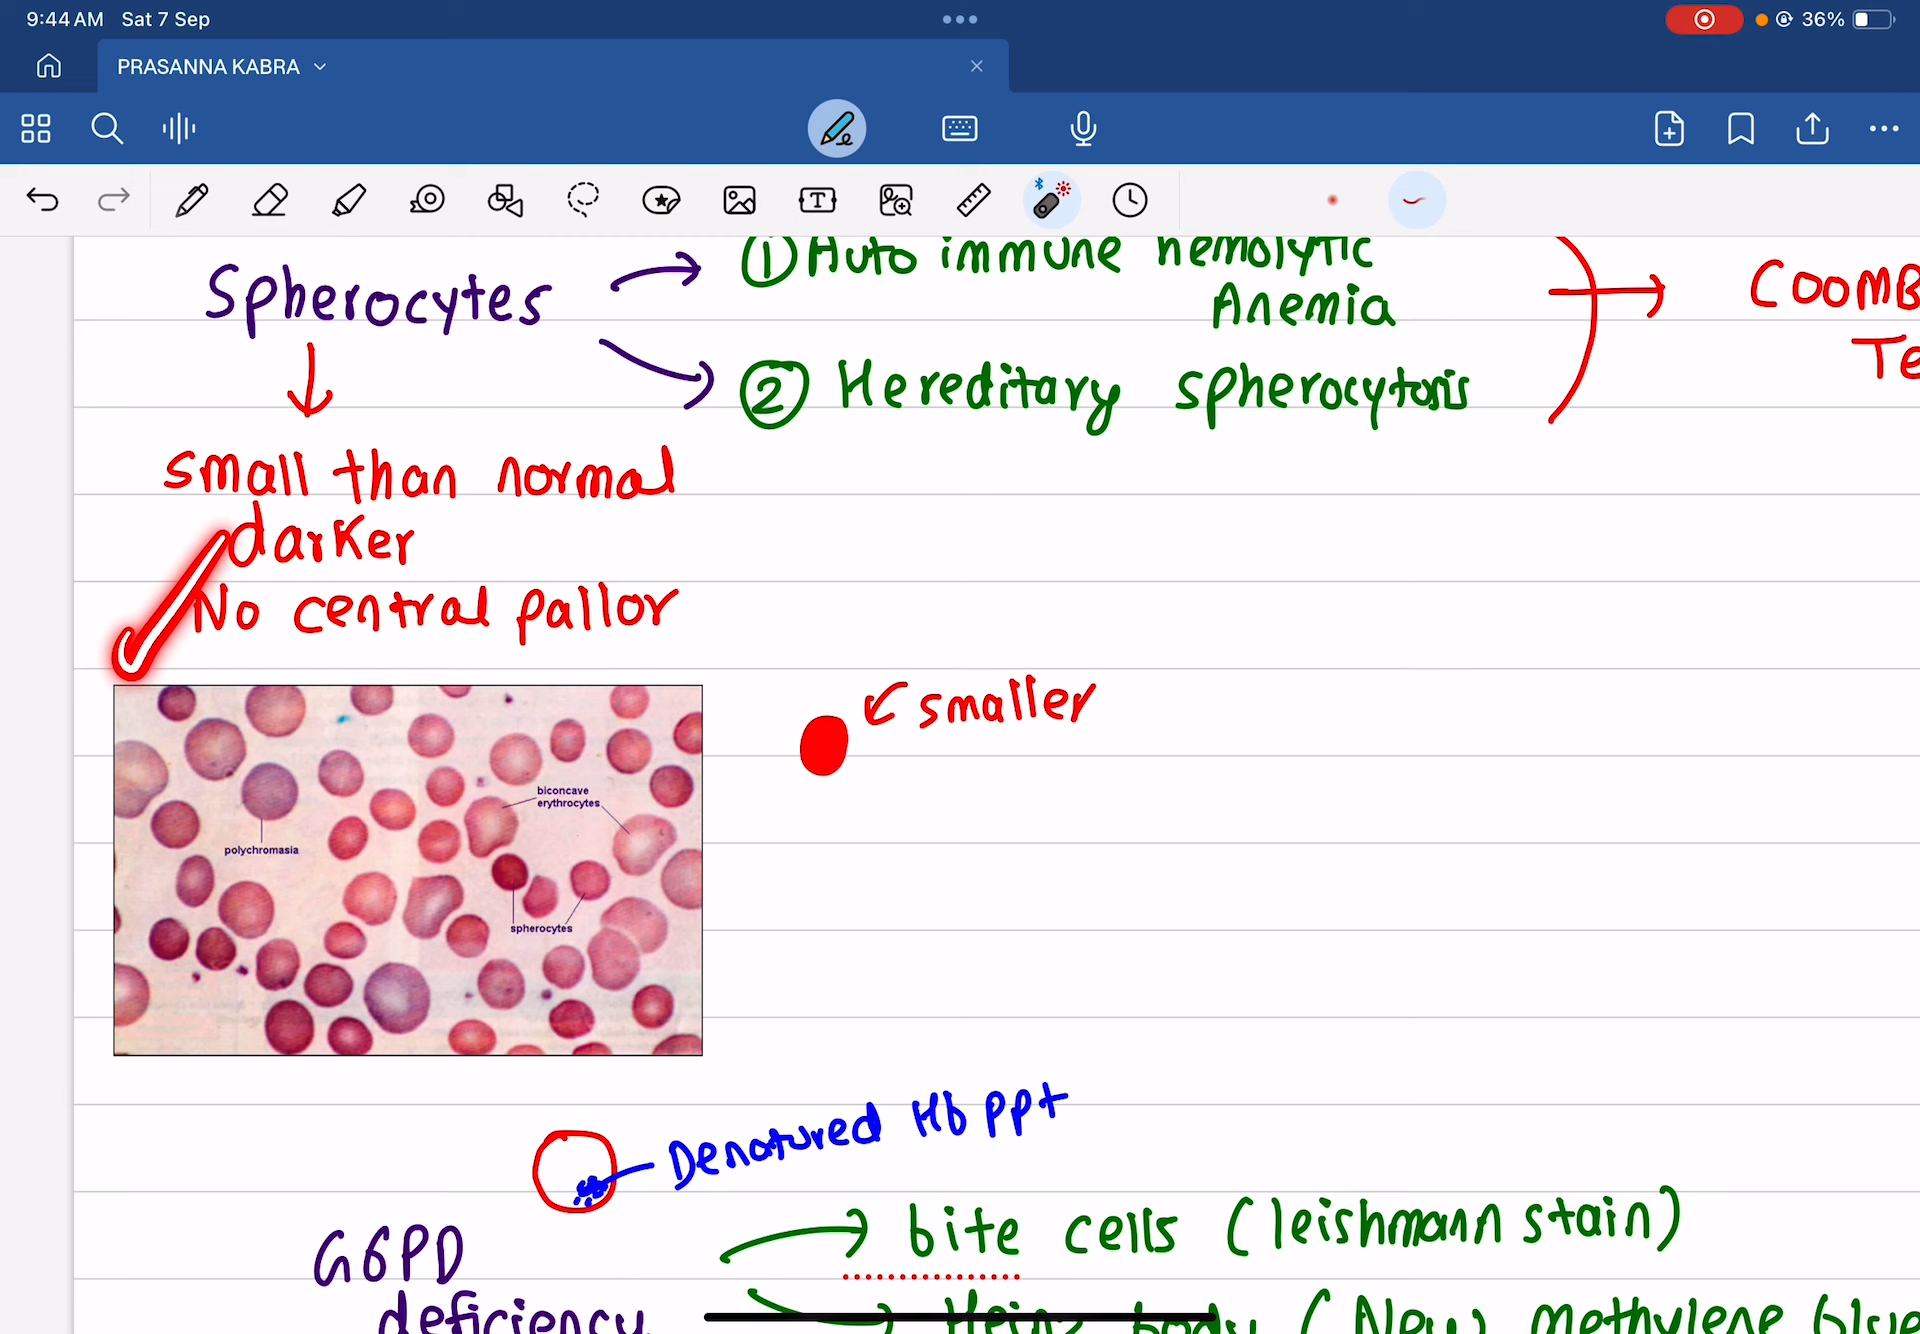 9:44 AM Sat 7 Sep
36%
PRASANNA KABRA
Spherocytes
① Auto immune hemolytic
Anemia
② Hereditary spherocytosis
COOMB
Te
small than normal
darker
No central pallor
smaller
biconcave
erythrocytes
polychromasia
spherocytes
Denatured Hb ppt
G6PD
deficiency
bite cells (leishmann stain)
Heinz body (New methylene blue